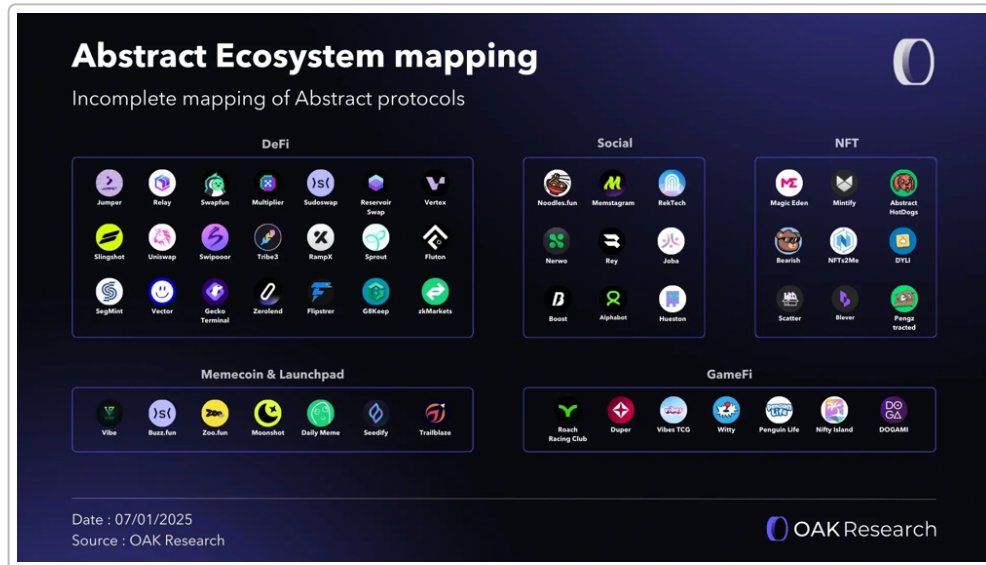 Abstract Ecosystem mapping
Incomplete mapping of Abstract protocols
DeFi
Jumper
Relay
Swapfun
Multiplier
Sudoswap
Reservoir
Swap
Vertex
Slingshot
Uniswap
Swipooor
Tribe3
RampX
Sprout
Fluton
SegMint
Vector
Gecko
Terminal
Zerolend
Flipstrer
G8Keep
zkMarkets
Social
Noodles.fun
Memstagram
RekTech
Nerwo
Rey
Joba
Boost
Alphabot
Hueston
NFT
Magic Eden
Mintify
Abstract
HotDogs
Bearish
NFTs2Me
DYLI
Scatter
Blever
Pengz
tracted
Memecoin & Launchpad
Vibe
)s(
Buzz.fun
Zoo
Zoo.fun
Moonshot
Daily Meme
Seedify
Trailblaze
GameFi
Roach
Racing Club
Duper
Vibes TCG
Witty
Penguin Life
Nifty Island
DO
GA
DOGAMI
Date : 07/01/2025
Source : OAK Research
OAK Research